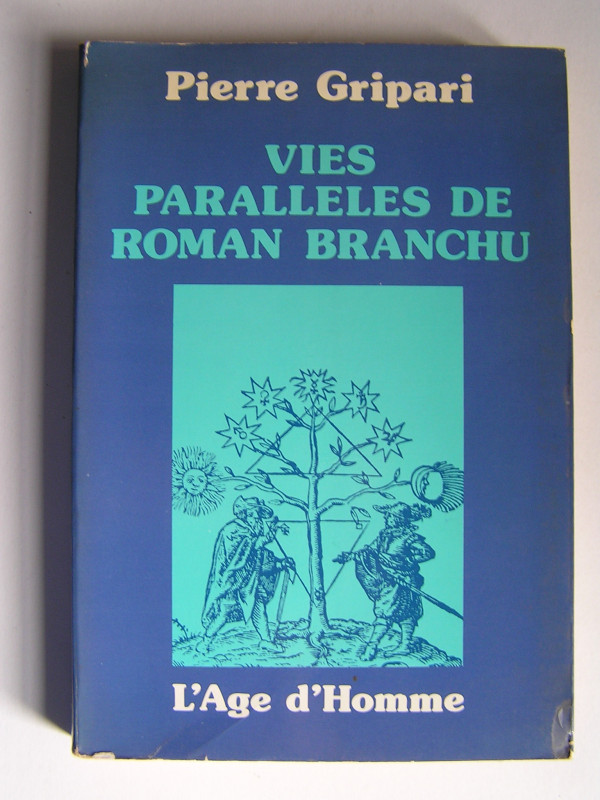 Pierre Gripari
VIES
PARALLELES DE
ROMAN BRANCHU
L'Age d'Homme